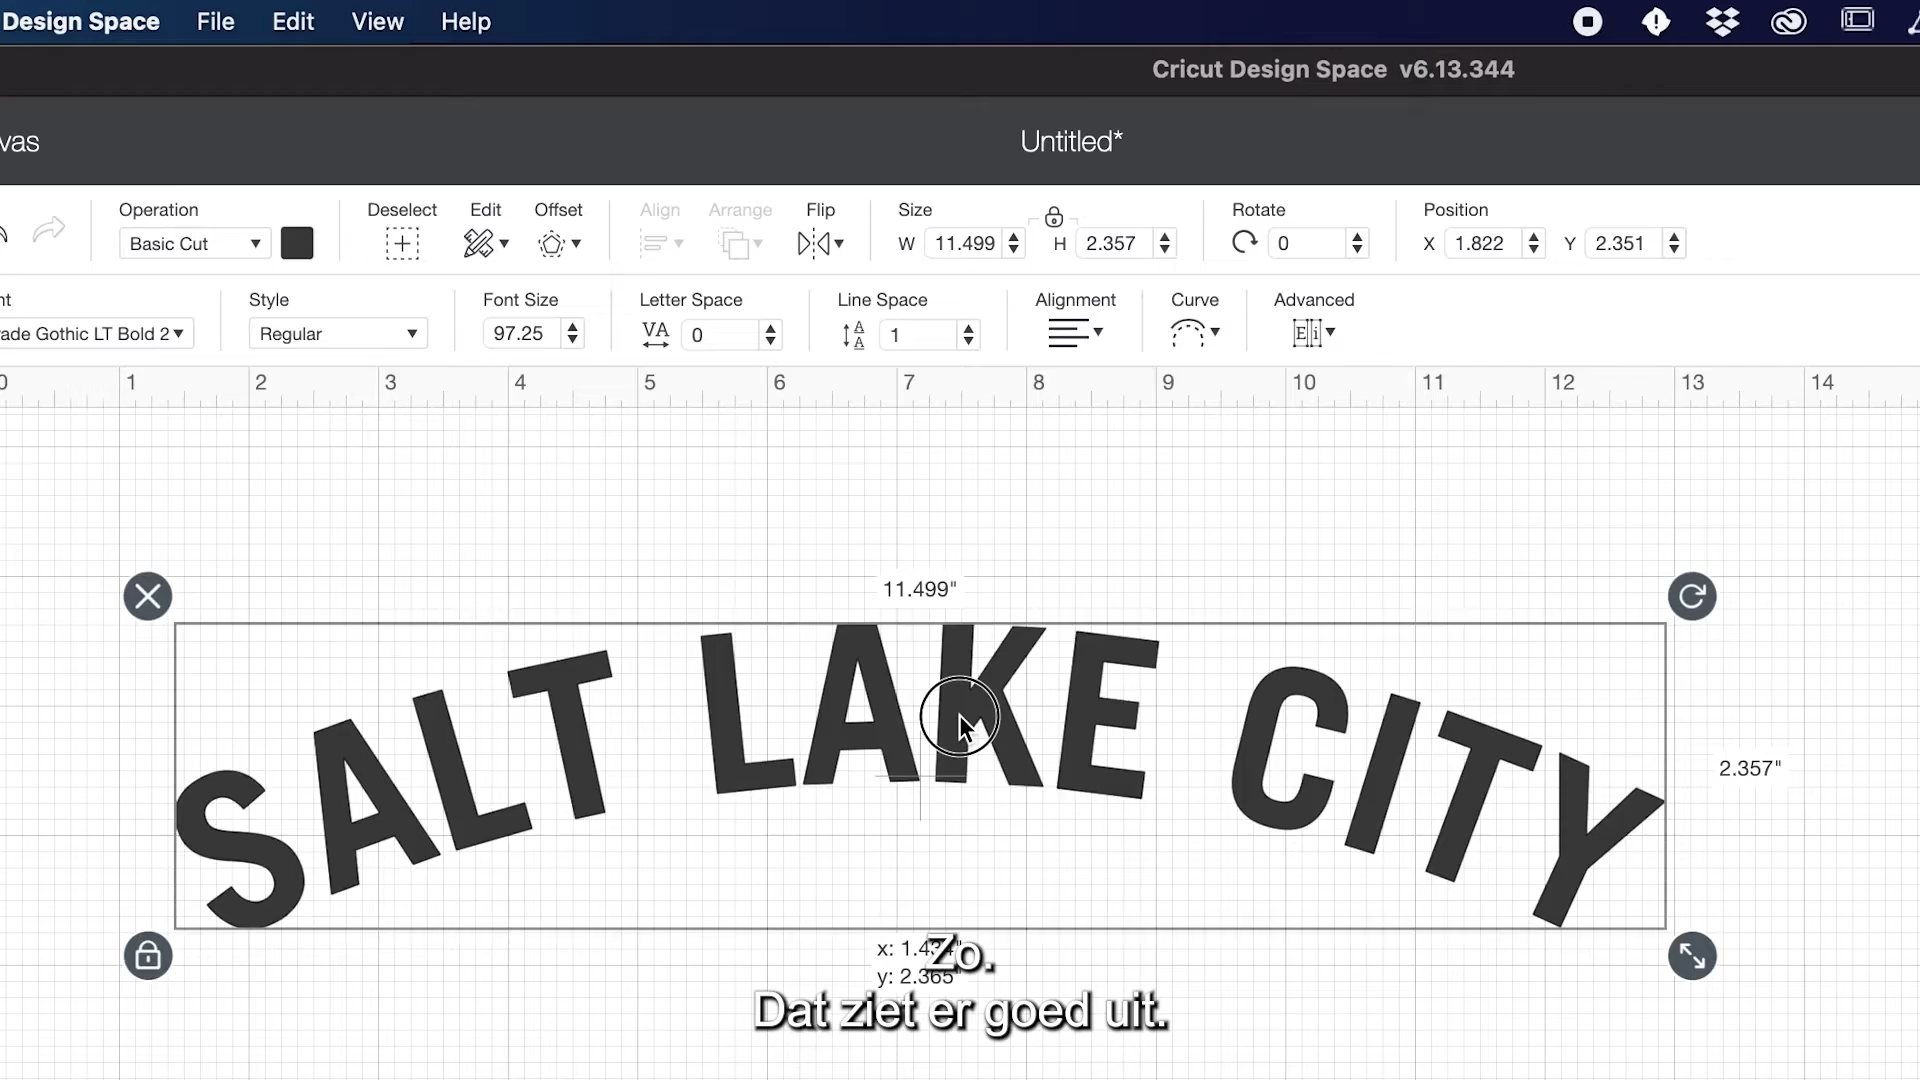 Design Space File Edit View Help
Cricut Design Space v6.13.344
vas Untitled*
Operation Deselect Edit Offset Align Arrange Flip Size Rotate Position
Basic Cut W 11.499 H 2.357 0 X 1.822 Y 2.351
nt Style Font Size Letter Space Line Space Alignment Curve Advanced
ade Gothic LT Bold 2 Regular 97.25 VA 0 A A 1
0 1 2 3 4 5 6 7 8 9 10 11 12 13 14
11.499"
SALT LAKE CITY
2.357"
x: 1.434"
y: 2.365"
Zo.
Dat ziet er goed uit.